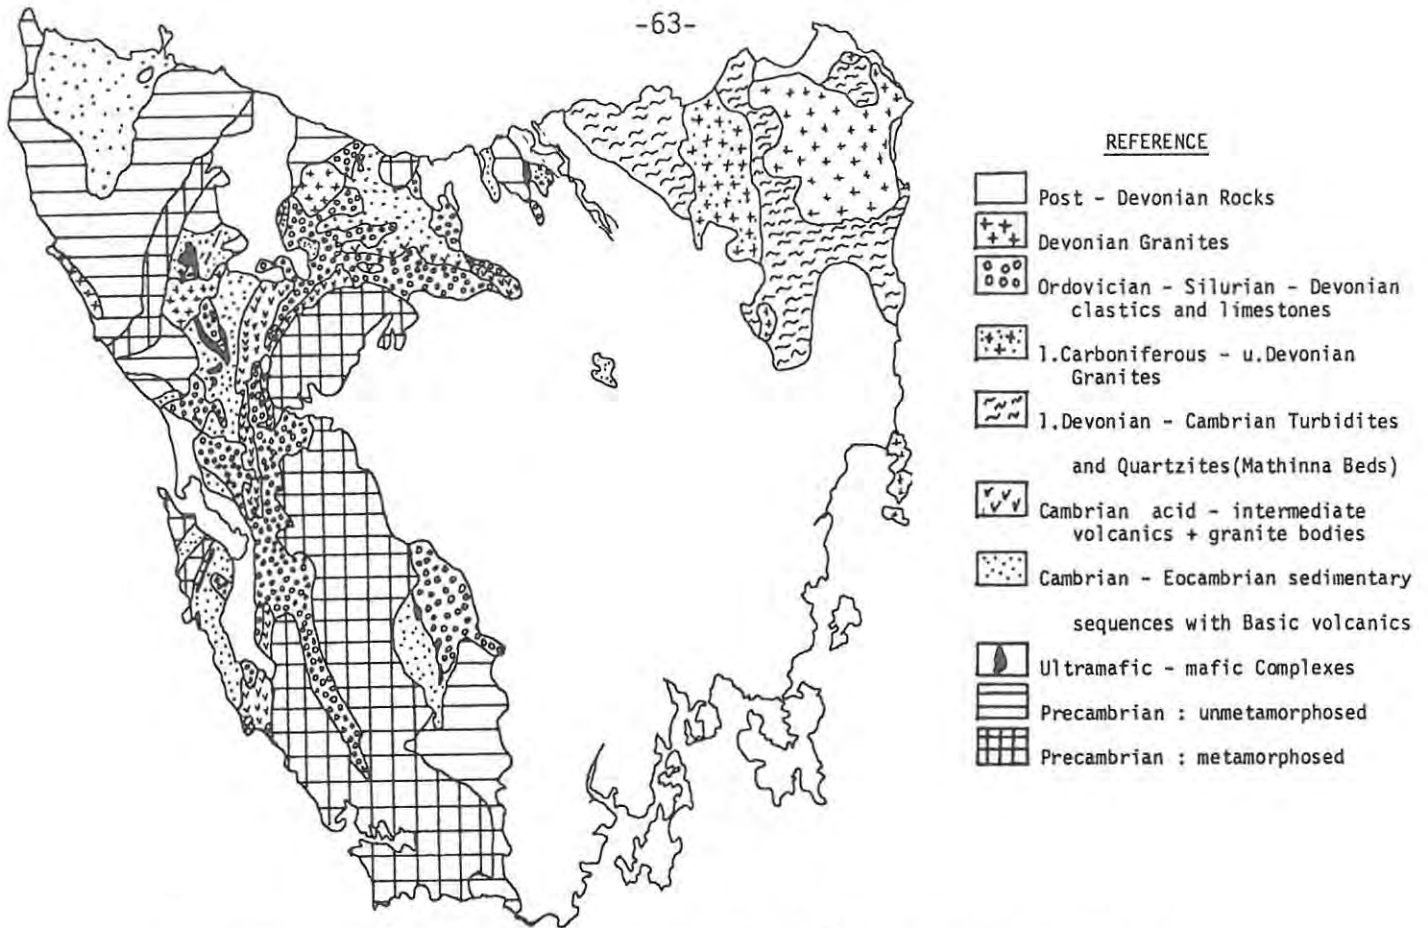 -63-
REFERENCE
Post - Devonian Rocks
Devonian Granites
Ordovician - Silurian - Devonian
clastics and limestones
l.Carboniferous - u.Devonian
Granites
l.Devonian - Cambrian Turbidites
and Quartzites(Mathinna Beds)
Cambrian acid - intermediate
volcanics + granite bodies
Cambrian - Eocambrian sedimentary
sequences with Basic volcanics
Ultramafic - mafic Complexes
Precambrian : unmetamorphosed
Precambrian : metamorphosed